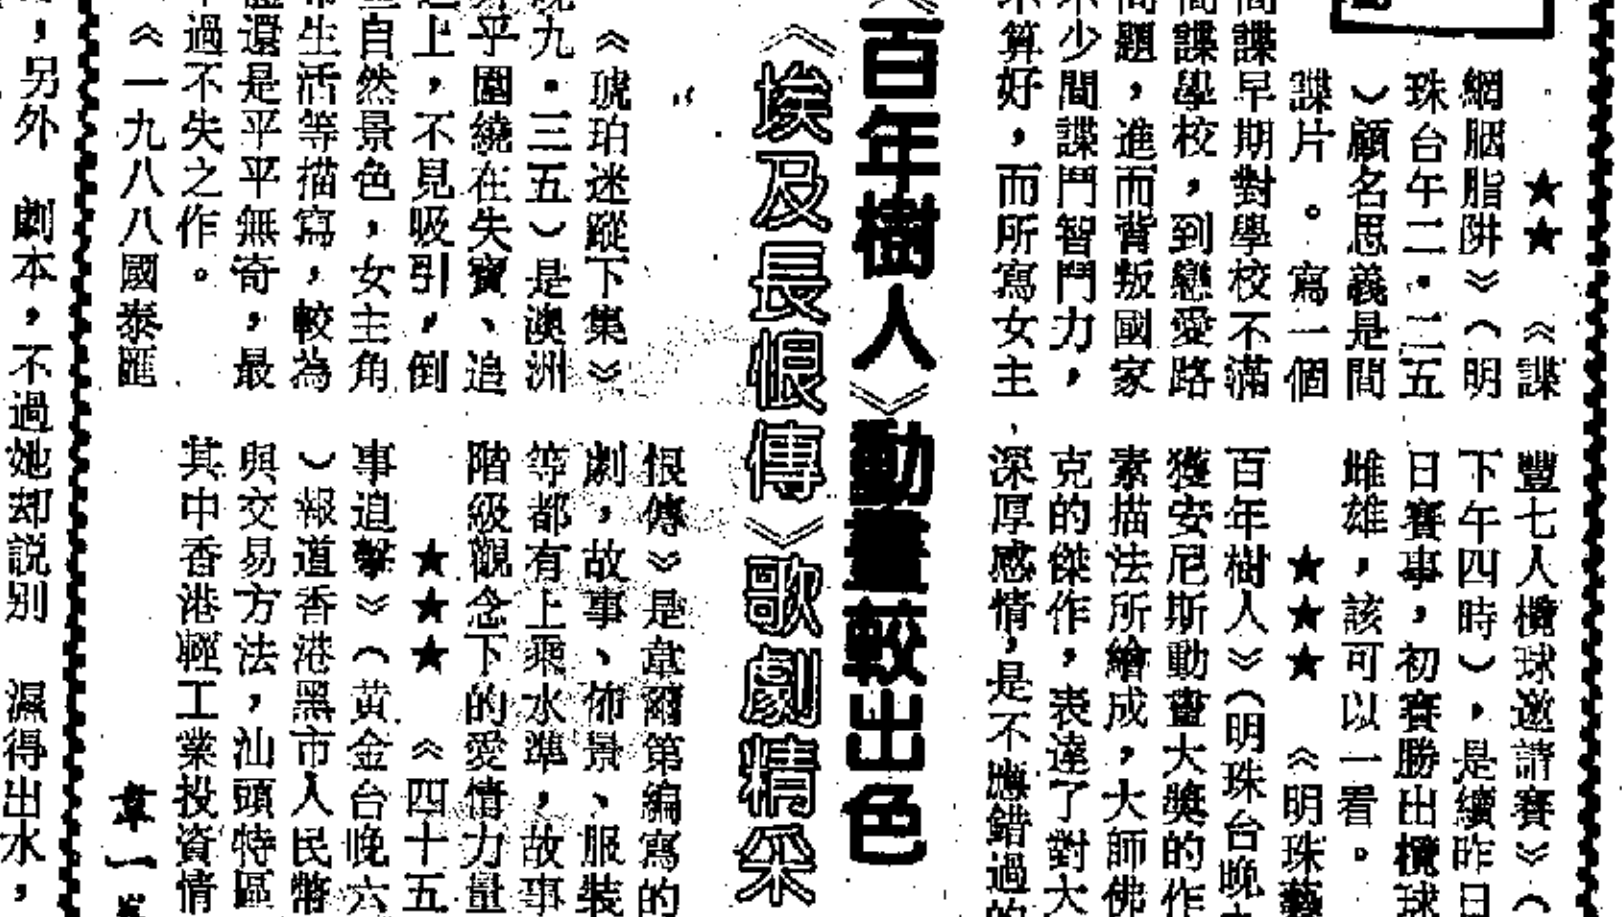 《百年樹人》動畫較出色
《埃及長恨傳》歌劇精采
★★　《諜
網胭脂阱》（明
珠台午二．二五
）顧名思義是間
諜片。寫一個
間諜早期對學校不滿
間諜學校，到戀愛路
問題，進而背叛國家
不少間諜鬥智鬥力，
不算好，而所寫女主
《琥珀迷蹤下集》
晚九．三五）是澳洲
乎圍繞在失寶、追
上，不見吸引，倒
自然景色，女主角
生活等描寫，較為
還是平平無奇，最
過不失之作。
《一九八八國泰匯
豐七人欖球邀請賽》（
下午四時），是續昨日
日賽事，初賽勝出欖球
雌雄，該可以一看。
★★★　《明珠藝
百年樹人》（明珠台晚
獲安尼斯動畫大獎的作
素描法所繪成，大師佛
克的傑作，表達了對大
深厚感情，是不應錯過的
恨傳》是韋爾第編寫的
劇，故事、佈景、服裝
等都有上乘水準，故事
階級觀念下的愛情力量
★★★　《四十五
事追擊》（黃金台晚六
）報道香港黑市人民幣
與交易方法，汕頭特區
其中香港輕工業投資情
韋一
，另外　劇本，不過她却説別　濕得出水，